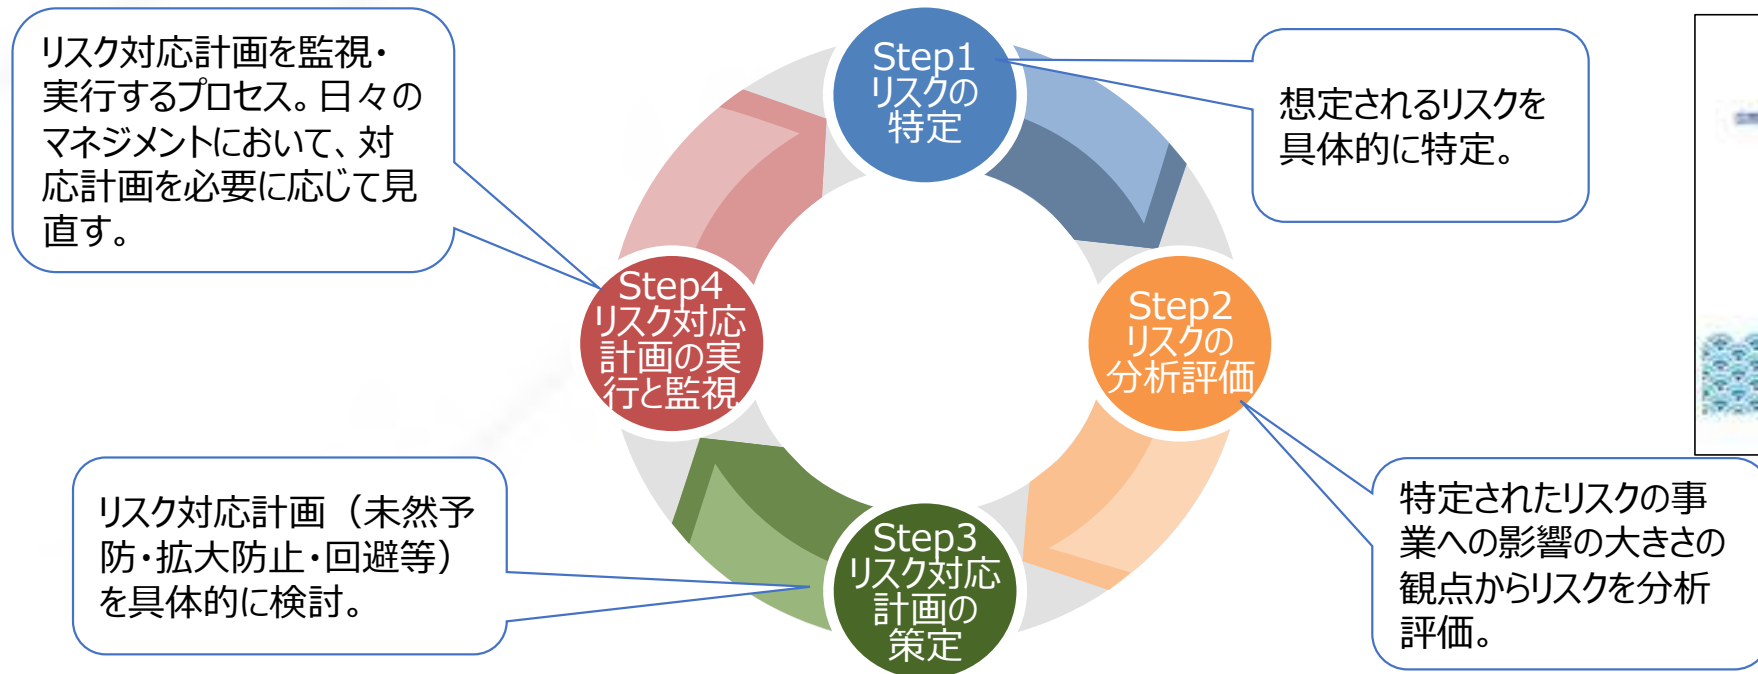 リスク対応計画を監視・
実行するプロセス。日々の
マネジメントにおいて、対
応計画を必要に応じて見
直す。
Step1
リスクの
特定
想定されるリスクを
具体的に特定。
Step4
リスク対応
計画の実
行と監視
Step2
リスクの
分析評価
リスク対応計画（未然予
防・拡大防止・回避等）
を具体的に検討。
Step3
リスク対応
計画の
策定
特定されたリスクの事
業への影響の大きさの
観点からリスクを分析
評価。